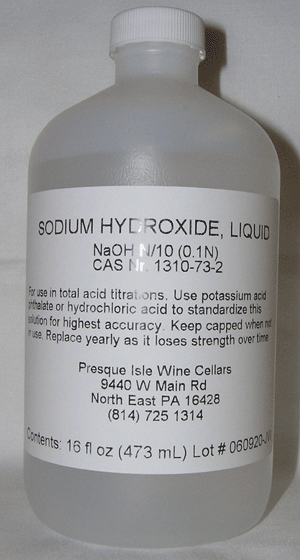 SODIUM HYDROXIDE, LIQUID
NaOH N/10 (0.1N)
CAS Nr. 1310-73-2
For use in total acid titrations. Use potassium acid
phthalate or hydrochloric acid to standardize this
solution for highest accuracy. Keep capped when not
in use. Replace yearly as it loses strength over time.
Presque Isle Wine Cellars
9440 W Main Rd
North East PA 16428
(814) 725 1314
Contents: 16 fl oz (473 mL) Lot #